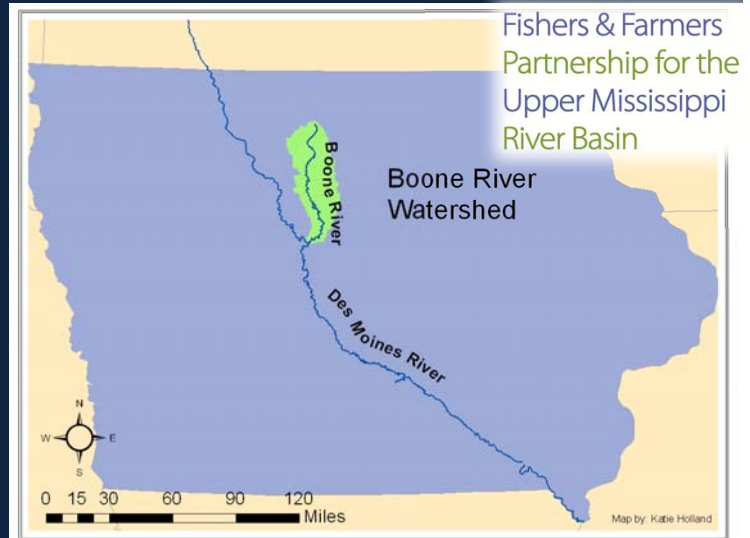 Fishers & Farmers
Partnership for the
Upper Mississippi
River Basin
Boone River
Watershed
Boone River
Des Moines River
N
W E
S
0 15 30 60 90 120
Miles
Map by: Katie Holland